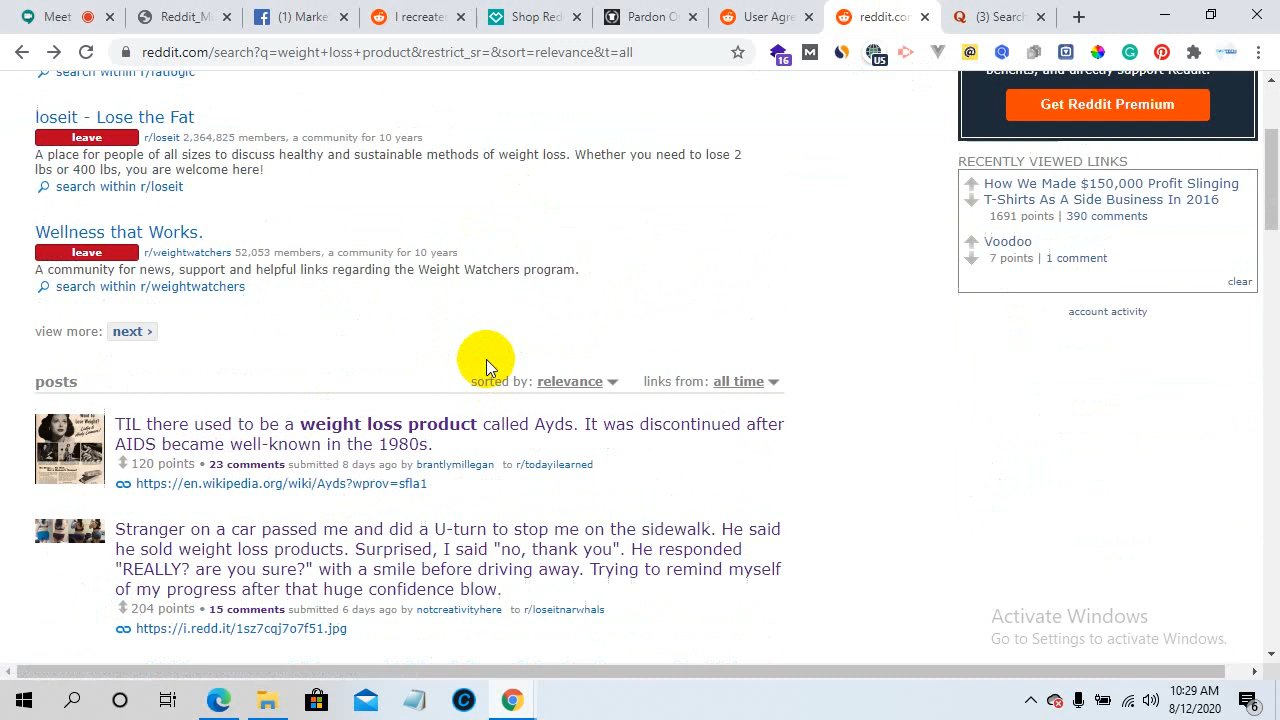 Meet
Reddit_M
(1) Marke
I recreate
Shop Red
Pardon O
User Agre
reddit.co
(3) Search
reddit.com/search?q=weight+loss+product&restrict_sr=&sort=relevance&t=all
16
US
search within r/fatlogic
benefits, and directly support Reddit.
Get Reddit Premium
loseit - Lose the Fat
leave r/loseit 2,364,825 members, a community for 10 years
A place for people of all sizes to discuss healthy and sustainable methods of weight loss. Whether you need to lose 2
lbs or 400 lbs, you are welcome here!
search within r/loseit
Wellness that Works.
leave r/weightwatchers 52,053 members, a community for 10 years
A community for news, support and helpful links regarding the Weight Watchers program.
search within r/weightwatchers
view more: next ›
RECENTLY VIEWED LINKS
How We Made $150,000 Profit Slinging
T-Shirts As A Side Business In 2016
1691 points | 390 comments
Voodoo
7 points | 1 comment
clear
account activity
posts
sorted by: relevance links from: all time
TIL there used to be a weight loss product called Ayds. It was discontinued after
AIDS became well-known in the 1980s.
120 points • 23 comments submitted 8 days ago by brantlymillegan to r/todayilearned
https://en.wikipedia.org/wiki/Ayds?wprov=sfla1
Stranger on a car passed me and did a U-turn to stop me on the sidewalk. He said
he sold weight loss products. Surprised, I said "no, thank you". He responded
"REALLY? are you sure?" with a smile before driving away. Trying to remind myself
of my progress after that huge confidence blow.
204 points • 15 comments submitted 6 days ago by notcreativityhere to r/loseitnarwhals
https://i.redd.it/1sz7cqj7o7f51.jpg
Activate Windows
Go to Settings to activate Windows.
10:29 AM
8/12/2020
6